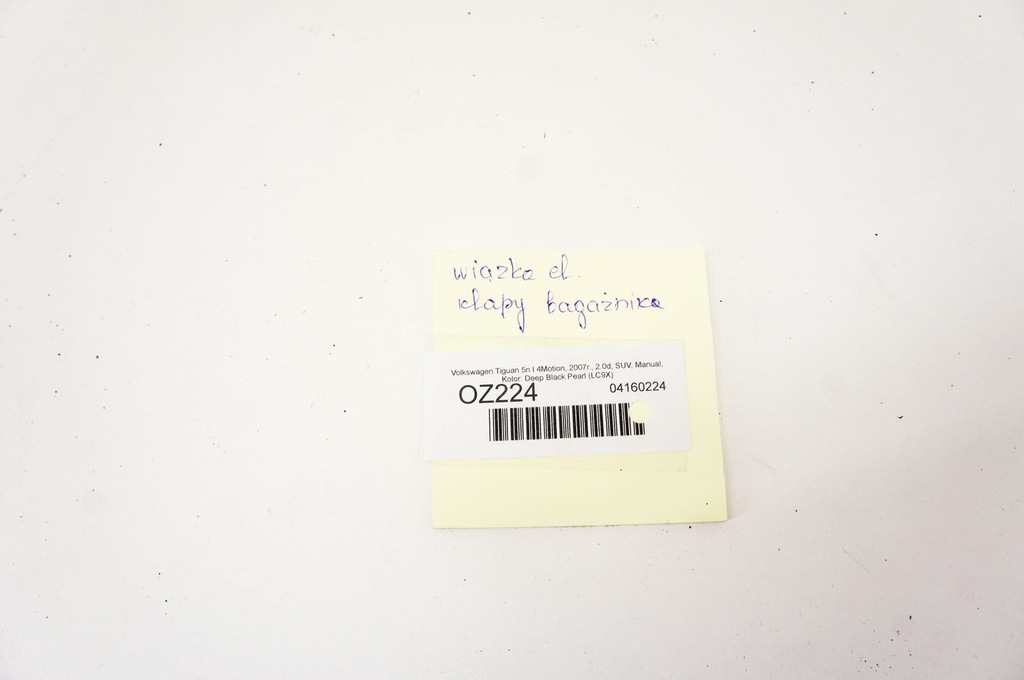 wiązka el.
klapy bagażnika
Volkswagen Tiguan 5n I 4Motion, 2007r., 2.0d, SUV, Manual,
Kolor: Deep Black Pearl (LC9X)
OZ224 04160224